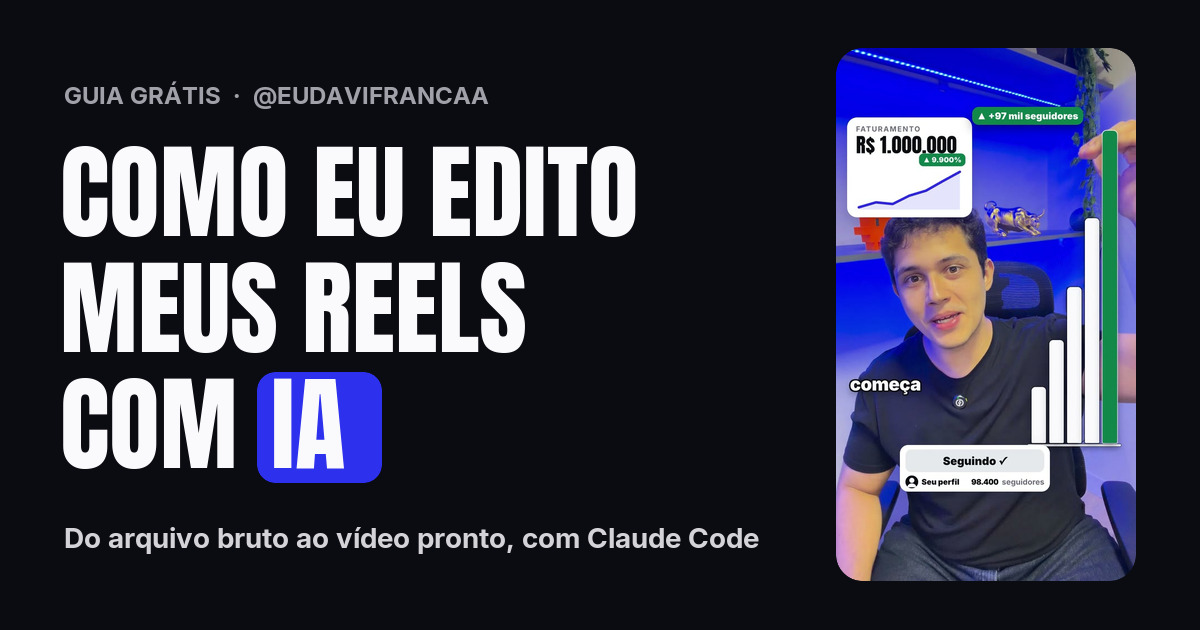 GUIA GRÁTIS · @EUDAVIFRANCAA
COMO EU EDITO
MEUS REELS
COM IA
Do arquivo bruto ao vídeo pronto, com Claude Code
▲ +97 mil seguidores
FATURAMENTO
R$ 1.000.000
▲ 9.900%
começa
Seguindo ✓
Seu perfil 98.400 seguidores